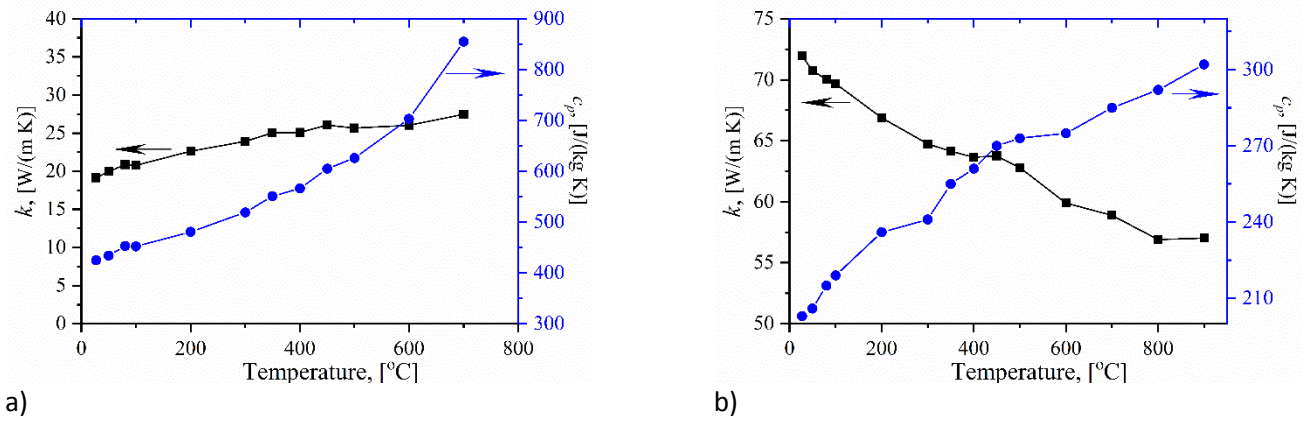 40
35
30
25
20
15
10
5
0
k, [W/(m K)]
900
800
700
600
500
400
300
cₚ, [J/(kg K)]
0 200 400 600 800
Temperature, [°C]
a)
75
70
65
60
55
50
k, [W/(m K)]
300
270
240
210
cₚ, [J/(kg K)]
0 200 400 600 800
Temperature, [°C]
b)